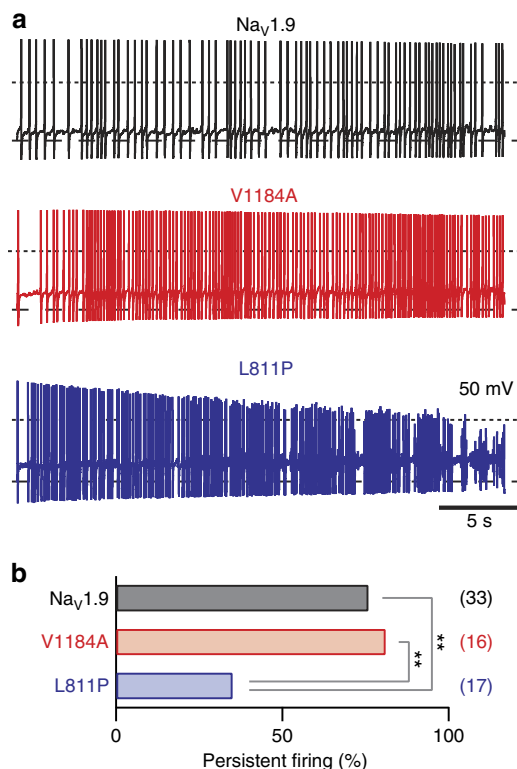 a
NaV1.9
V1184A
L811P
50 mV
5 s
b
NaV1.9 (33)
V1184A (16)
L811P (17)
**
**
0 50 100
Persistent firing (%)